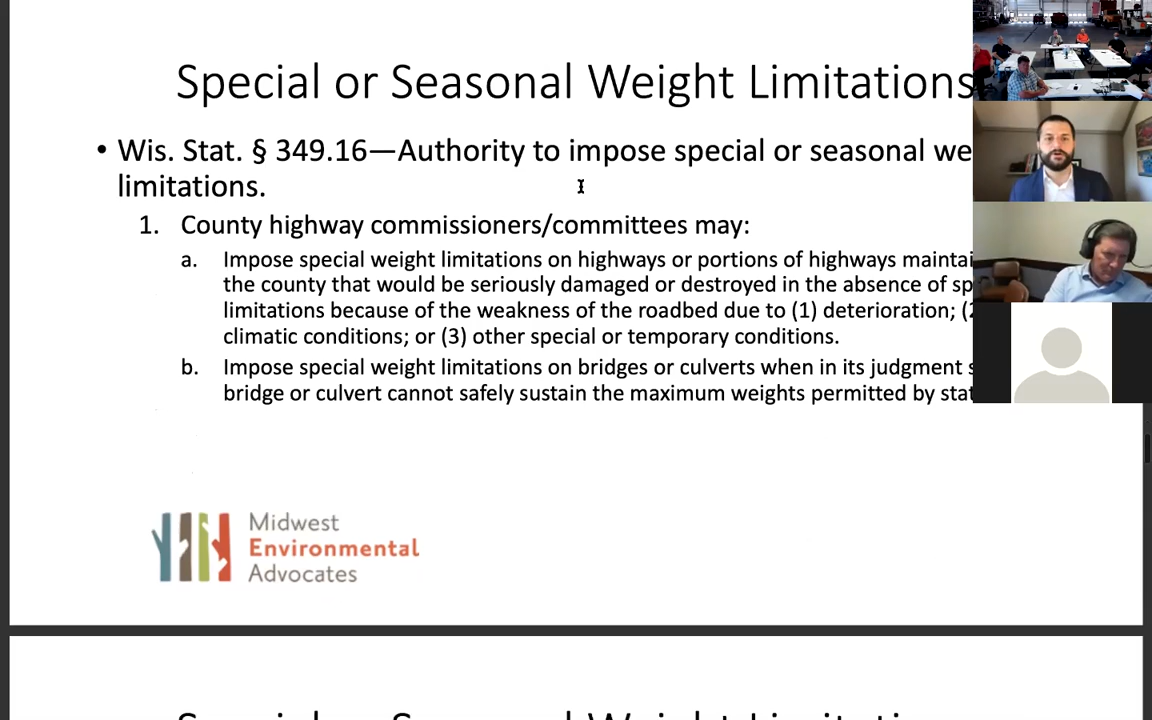 Special or Seasonal Weight Limitations
• Wis. Stat. § 349.16—Authority to impose special or seasonal we
limitations.
1. County highway commissioners/committees may:
a. Impose special weight limitations on highways or portions of highways maintai
the county that would be seriously damaged or destroyed in the absence of sp
limitations because of the weakness of the roadbed due to (1) deterioration; (2
climatic conditions; or (3) other special or temporary conditions.
b. Impose special weight limitations on bridges or culverts when in its judgment s
bridge or culvert cannot safely sustain the maximum weights permitted by stat
Midwest
Environmental
Advocates